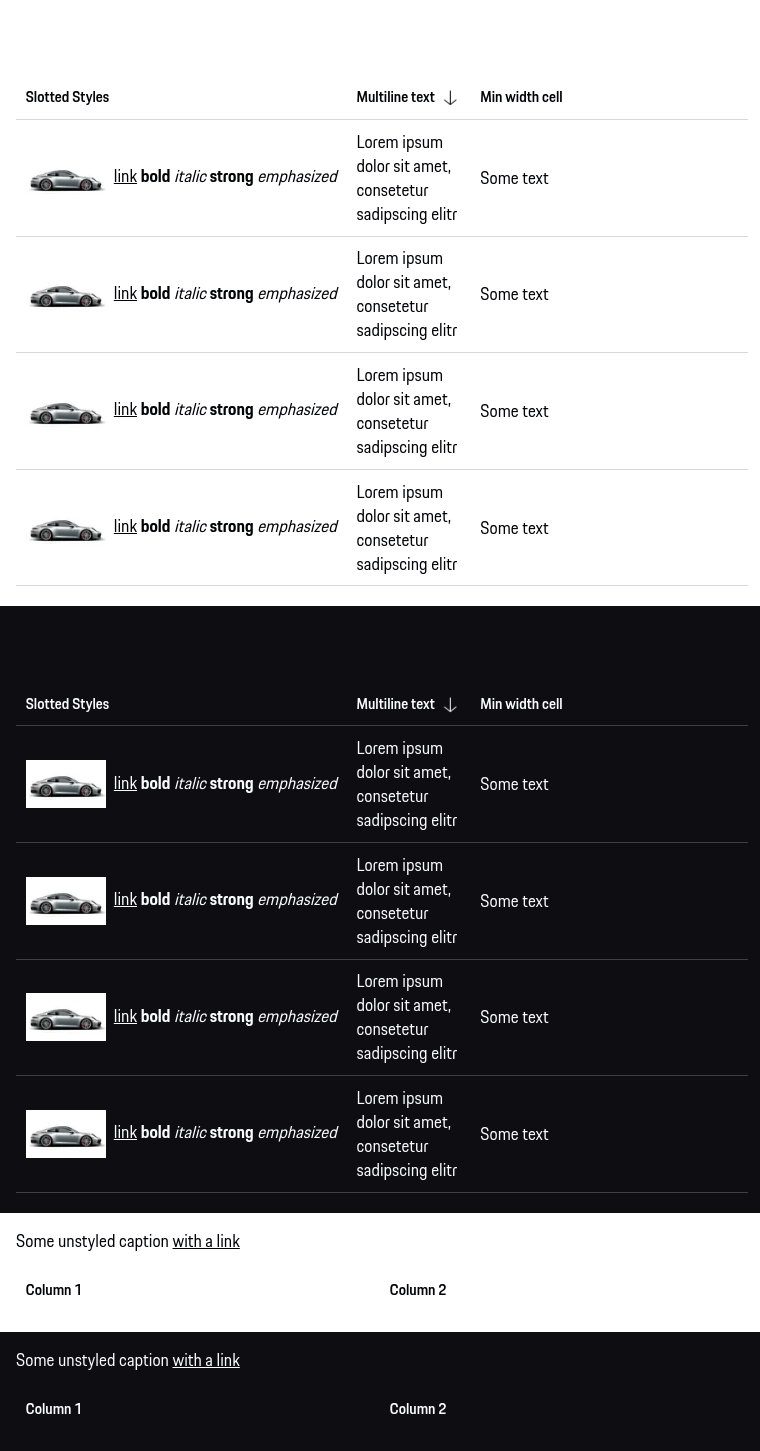 Slotted Styles Multiline text Min width cell
link bold italic strong emphasized
Lorem ipsum
dolor sit amet,
consetetur
sadipscing elitr
Some text
link bold italic strong emphasized
Lorem ipsum
dolor sit amet,
consetetur
sadipscing elitr
Some text
link bold italic strong emphasized
Lorem ipsum
dolor sit amet,
consetetur
sadipscing elitr
Some text
link bold italic strong emphasized
Lorem ipsum
dolor sit amet,
consetetur
sadipscing elitr
Some text
Slotted Styles Multiline text Min width cell
link bold italic strong emphasized
Lorem ipsum
dolor sit amet,
consetetur
sadipscing elitr
Some text
link bold italic strong emphasized
Lorem ipsum
dolor sit amet,
consetetur
sadipscing elitr
Some text
link bold italic strong emphasized
Lorem ipsum
dolor sit amet,
consetetur
sadipscing elitr
Some text
link bold italic strong emphasized
Lorem ipsum
dolor sit amet,
consetetur
sadipscing elitr
Some text
Some unstyled caption with a link
Column 1 Column 2
Some unstyled caption with a link
Column 1 Column 2